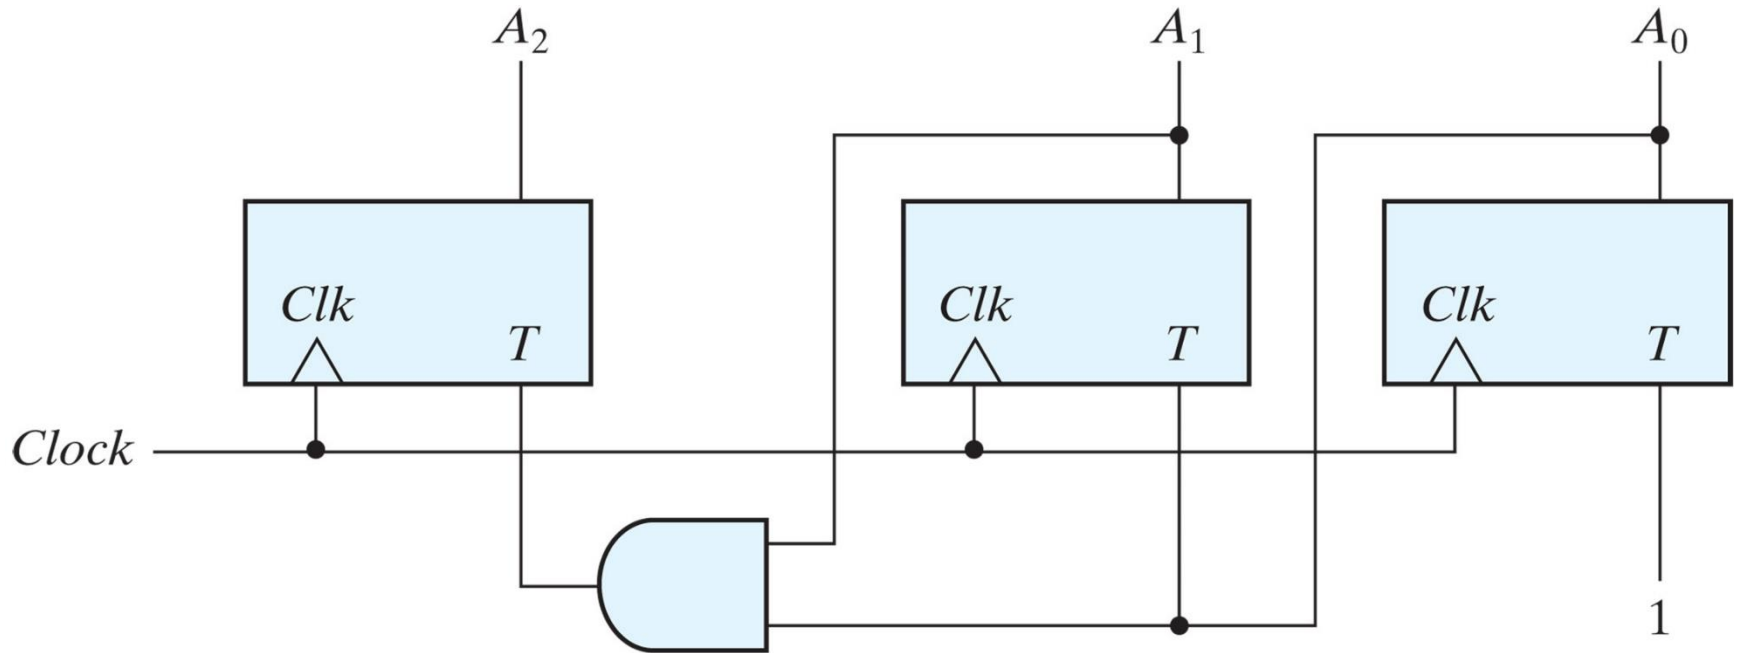 A₂ A₁ A₀
Clk Clk Clk
T T T
Clock
1